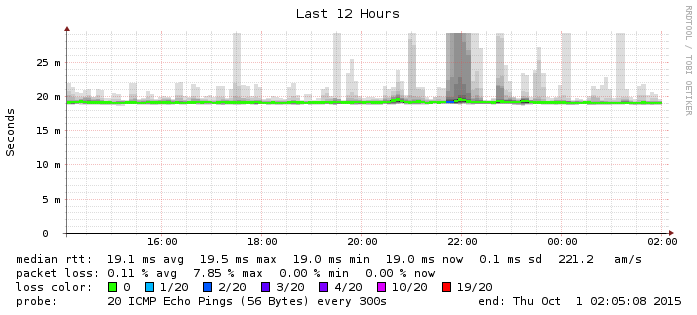 Last 12 Hours
RRDTOOL / TOBI OETIKER
Seconds
25 m
20 m
15 m
10 m
5 m
0
16:00 18:00 20:00 22:00 00:00 02:00
median rtt: 19.1 ms avg 19.5 ms max 19.0 ms min 19.0 ms now 0.1 ms sd 221.2 am/s
packet loss: 0.11 % avg 7.85 % max 0.00 % min 0.00 % now
loss color: 0 1/20 2/20 3/20 4/20 10/20 19/20
probe: 20 ICMP Echo Pings (56 Bytes) every 300s end: Thu Oct 1 02:05:08 2015